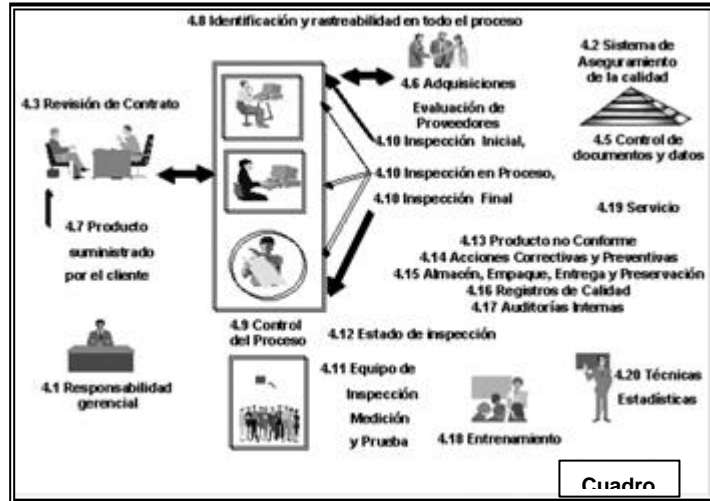 4.8 Identificación y rastreabilidad en todo el proceso
4.3 Revisión de Contrato
4.7 Producto
suministrado
por el cliente
4.1 Responsabilidad
gerencial
4.6 Adquisiciones
Evaluación de
Proveedores
4.10 Inspección Inicial,
4.10 Inspección en Proceso,
4.10 Inspección Final
4.2 Sistema de
Aseguramiento
de la calidad
4.5 Control de
documentos y datos
4.19 Servicio
4.13 Producto no Conforme
4.14 Acciones Correctivas y Preventivas
4.15 Almacén, Empaque, Entrega y Preservación
4.16 Registros de Calidad
4.17 Auditorías Internas
4.9 Control
del Proceso
4.12 Estado de inspección
4.11 Equipo de
Inspección
Medición
y Prueba
4.18 Entrenamiento
4.20 Técnicas
Estadísticas
Cuadro